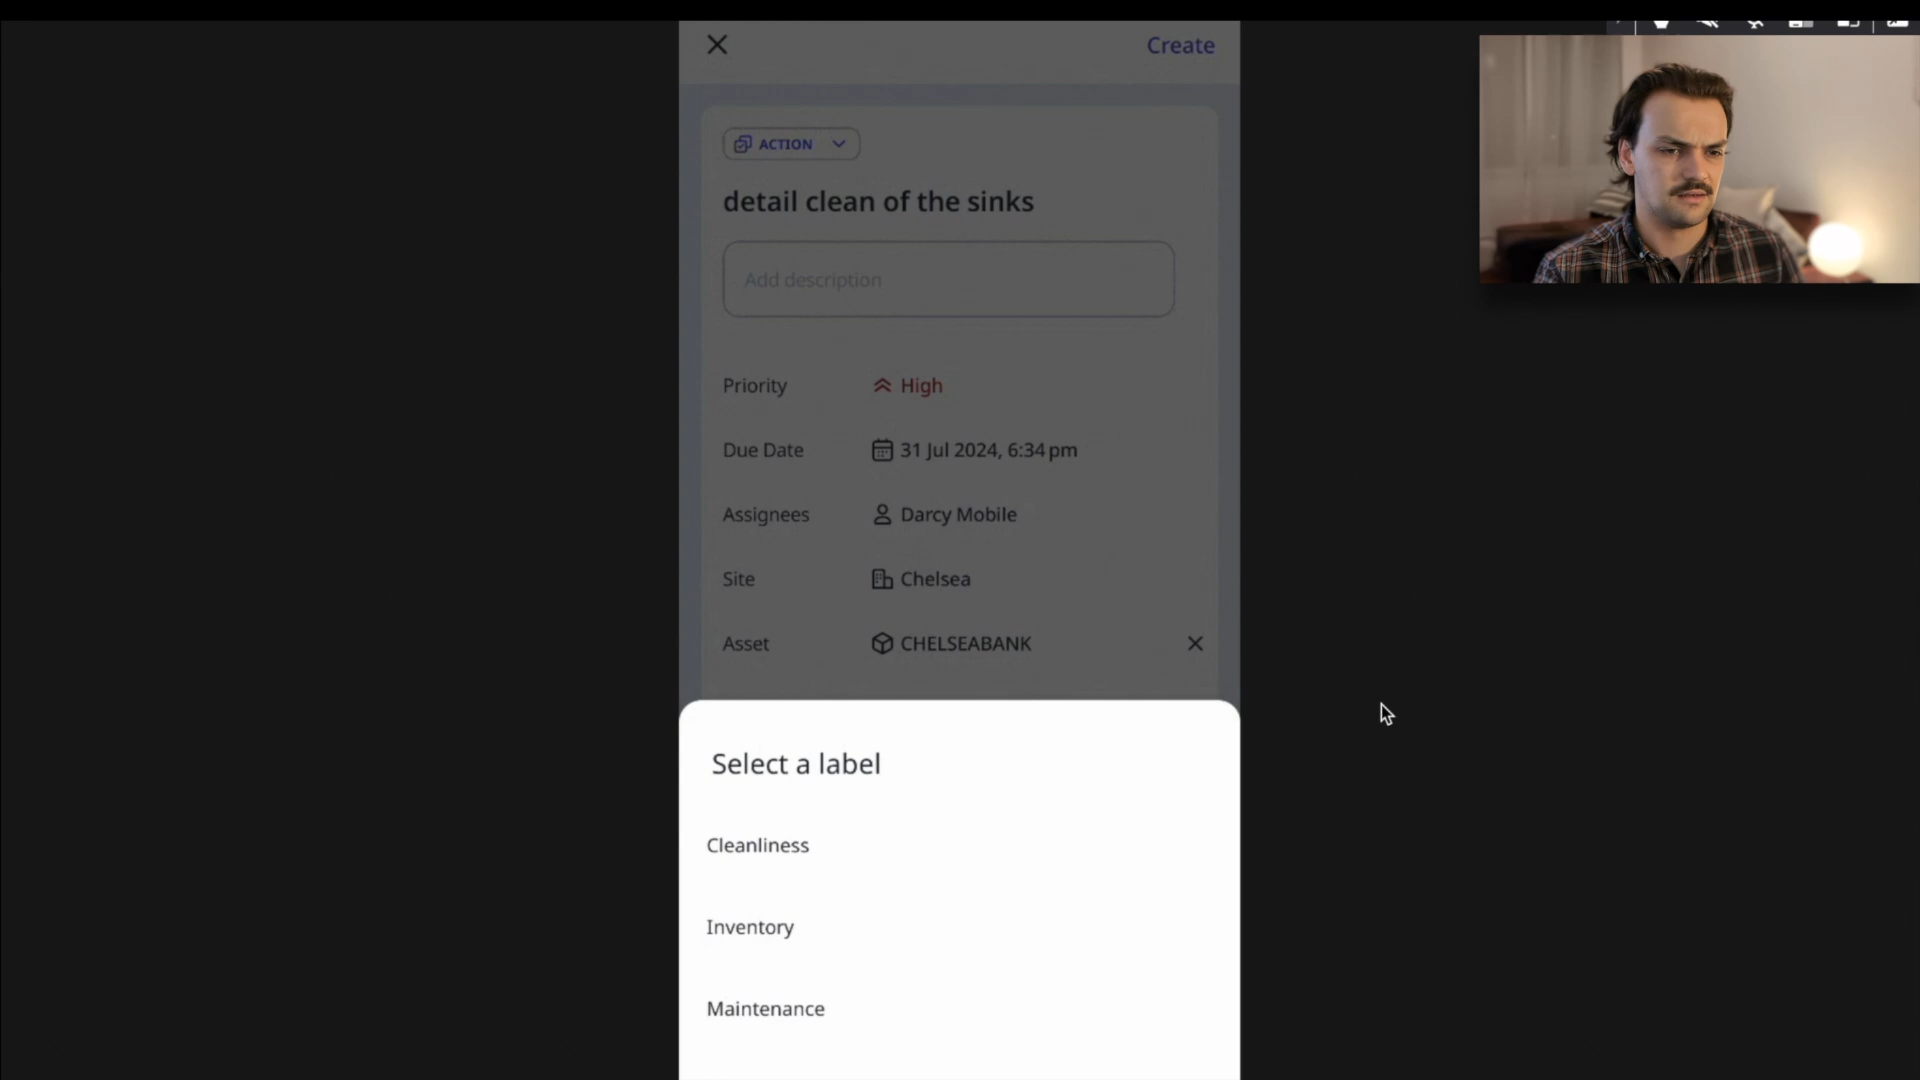 Create
ACTION
detail clean of the sinks
Add description
Priority High
Due Date 31 Jul 2024, 6:34 pm
Assignees Darcy Mobile
Site Chelsea
Asset CHELSEABANK
Select a label
Cleanliness
Inventory
Maintenance